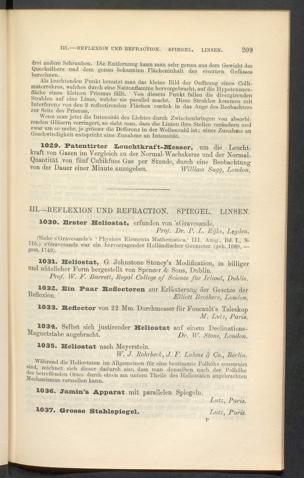 III.—REFLEXION UND REFRACTION. SPIEGEL, LINSEN. 209
drei andere Schranken. Die Entfernung kann man sehr genau aus dem Gewicht des
Quecksilbers und dem genau bekannten Flächeninhalt des eisernen Gefässes
berechnen.
Als leuchtenden Punkt benutzt man das kleine Bild der Oeffnung eines Colli-
matorrohres, welches durch eine Natronflamme hervorgebracht, auf die Hypotenusen-
fläche eines kleinen Prismas fällt. Von diesem Punkt fallen die divergirenden
Strahlen auf eine Linse, welche sie parallel macht. Diese Strahlen kommen mit
Interferenz von den 2 reflectirenden Flächen zurück in das Auge des Beobachters
zur Seite des Prismas.
Wenn man jetzt die Intensität des Lichtes durch Zwischenbringen von absorbi-
renden Gläsern verringert, so sieht man, dass die Linien ihre Stellen verändern und
zwar um so mehr, je grösser die Differenz in der Wellenzahl ist; eine Zunahme an
Geschwindigkeit entspricht eine Zunahme an Intensität.
1029. Patentirter Leuchtkraft-Messer, um die Leucht-
kraft von Gasen im Vergleich zu der Normal-Wachskerze und der Normal-
Quantität von fünf Cubikfuss Gas per Stunde, durch eine Beobachtung
von der Dauer einer Minute anzugeben. William Sugg, London.
III.—REFLEXION UND REFRACTION. SPIEGEL. LINSEN.
1030. Erster Heliostat, erfunden von 'sGravesande.
Prof. Dr. P. L. Rijke, Leyden.
(Siehe s'Gravesande's "Physices Elementa Mathematica," III. Ausg., Bd I., S.
715.) s'Gravesande war ein hervorragender Holländischer Geometer (geb. 1688, —
gest. 1742).
1031. Heliostat, G. Johnstone Stoney's Modification, in billiger
und nützlicher Form hergestellt von Spencer & Sons, Dublin.
Prof. W. F. Barrett, Royal College of Science for Ireland, Dublin.
1032. Ein Paar Reflectoren zur Erläuterung der Gesetze der
Reflexion. Elliott Brothers, London.
1033. Reflector von 22 Mm. Durchmesser für Foucault's Teleskop
M. Lutz, Paris.
1034. Selbst sich justirender Heliostat auf einem Declinations-
Magnetstabe angebracht. Dr. W. Stone, London.
1035. Heliostat nach Meyerstein.
W. J. Rohrbeck, J. F. Luhme & Co., Berlin.
Während die Heliostaten im Allgemeinen für eine bestimmte Polhöhe construirt
sind, zeichnet sich dieser dadurch aus, dass man denselben nach der Polhöhe
des betreffenden Ortes durch einen am untern Theile des Heliostaten angebrachten
Mechanismus verstellen kann.
1036. Jamin's Apparat mit parallelen Spiegeln.
Lutz, Paris.
1037. Grosse Stahlspiegel. Lutz, Paris.
P